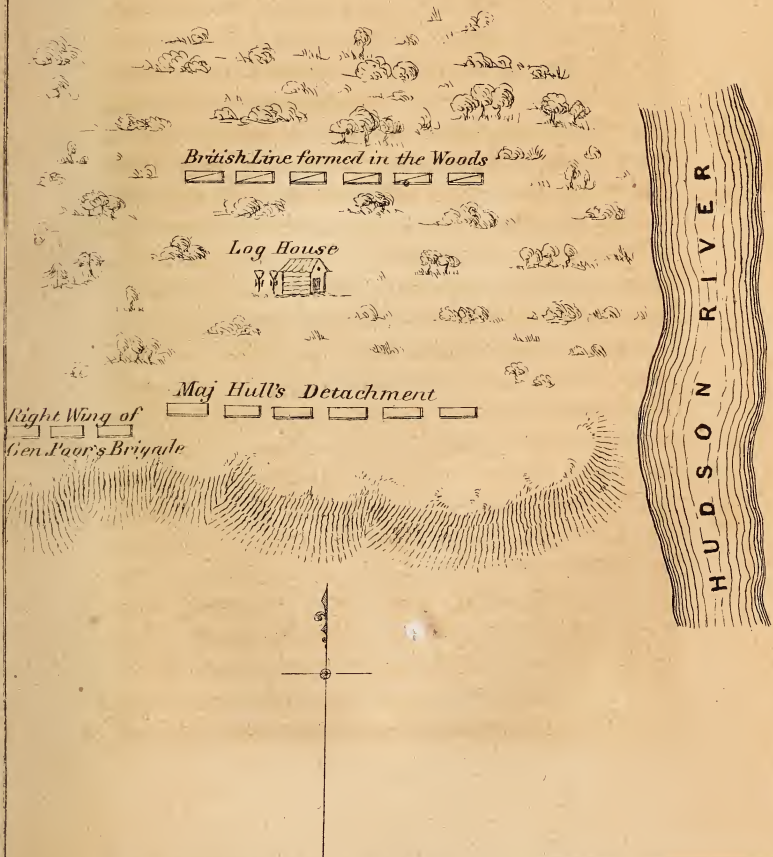 British Line formed in the Woods
Log House
Maj Hull's Detachment
Right Wing of
Gen. Poor's Brigade
HUDSON RIVER